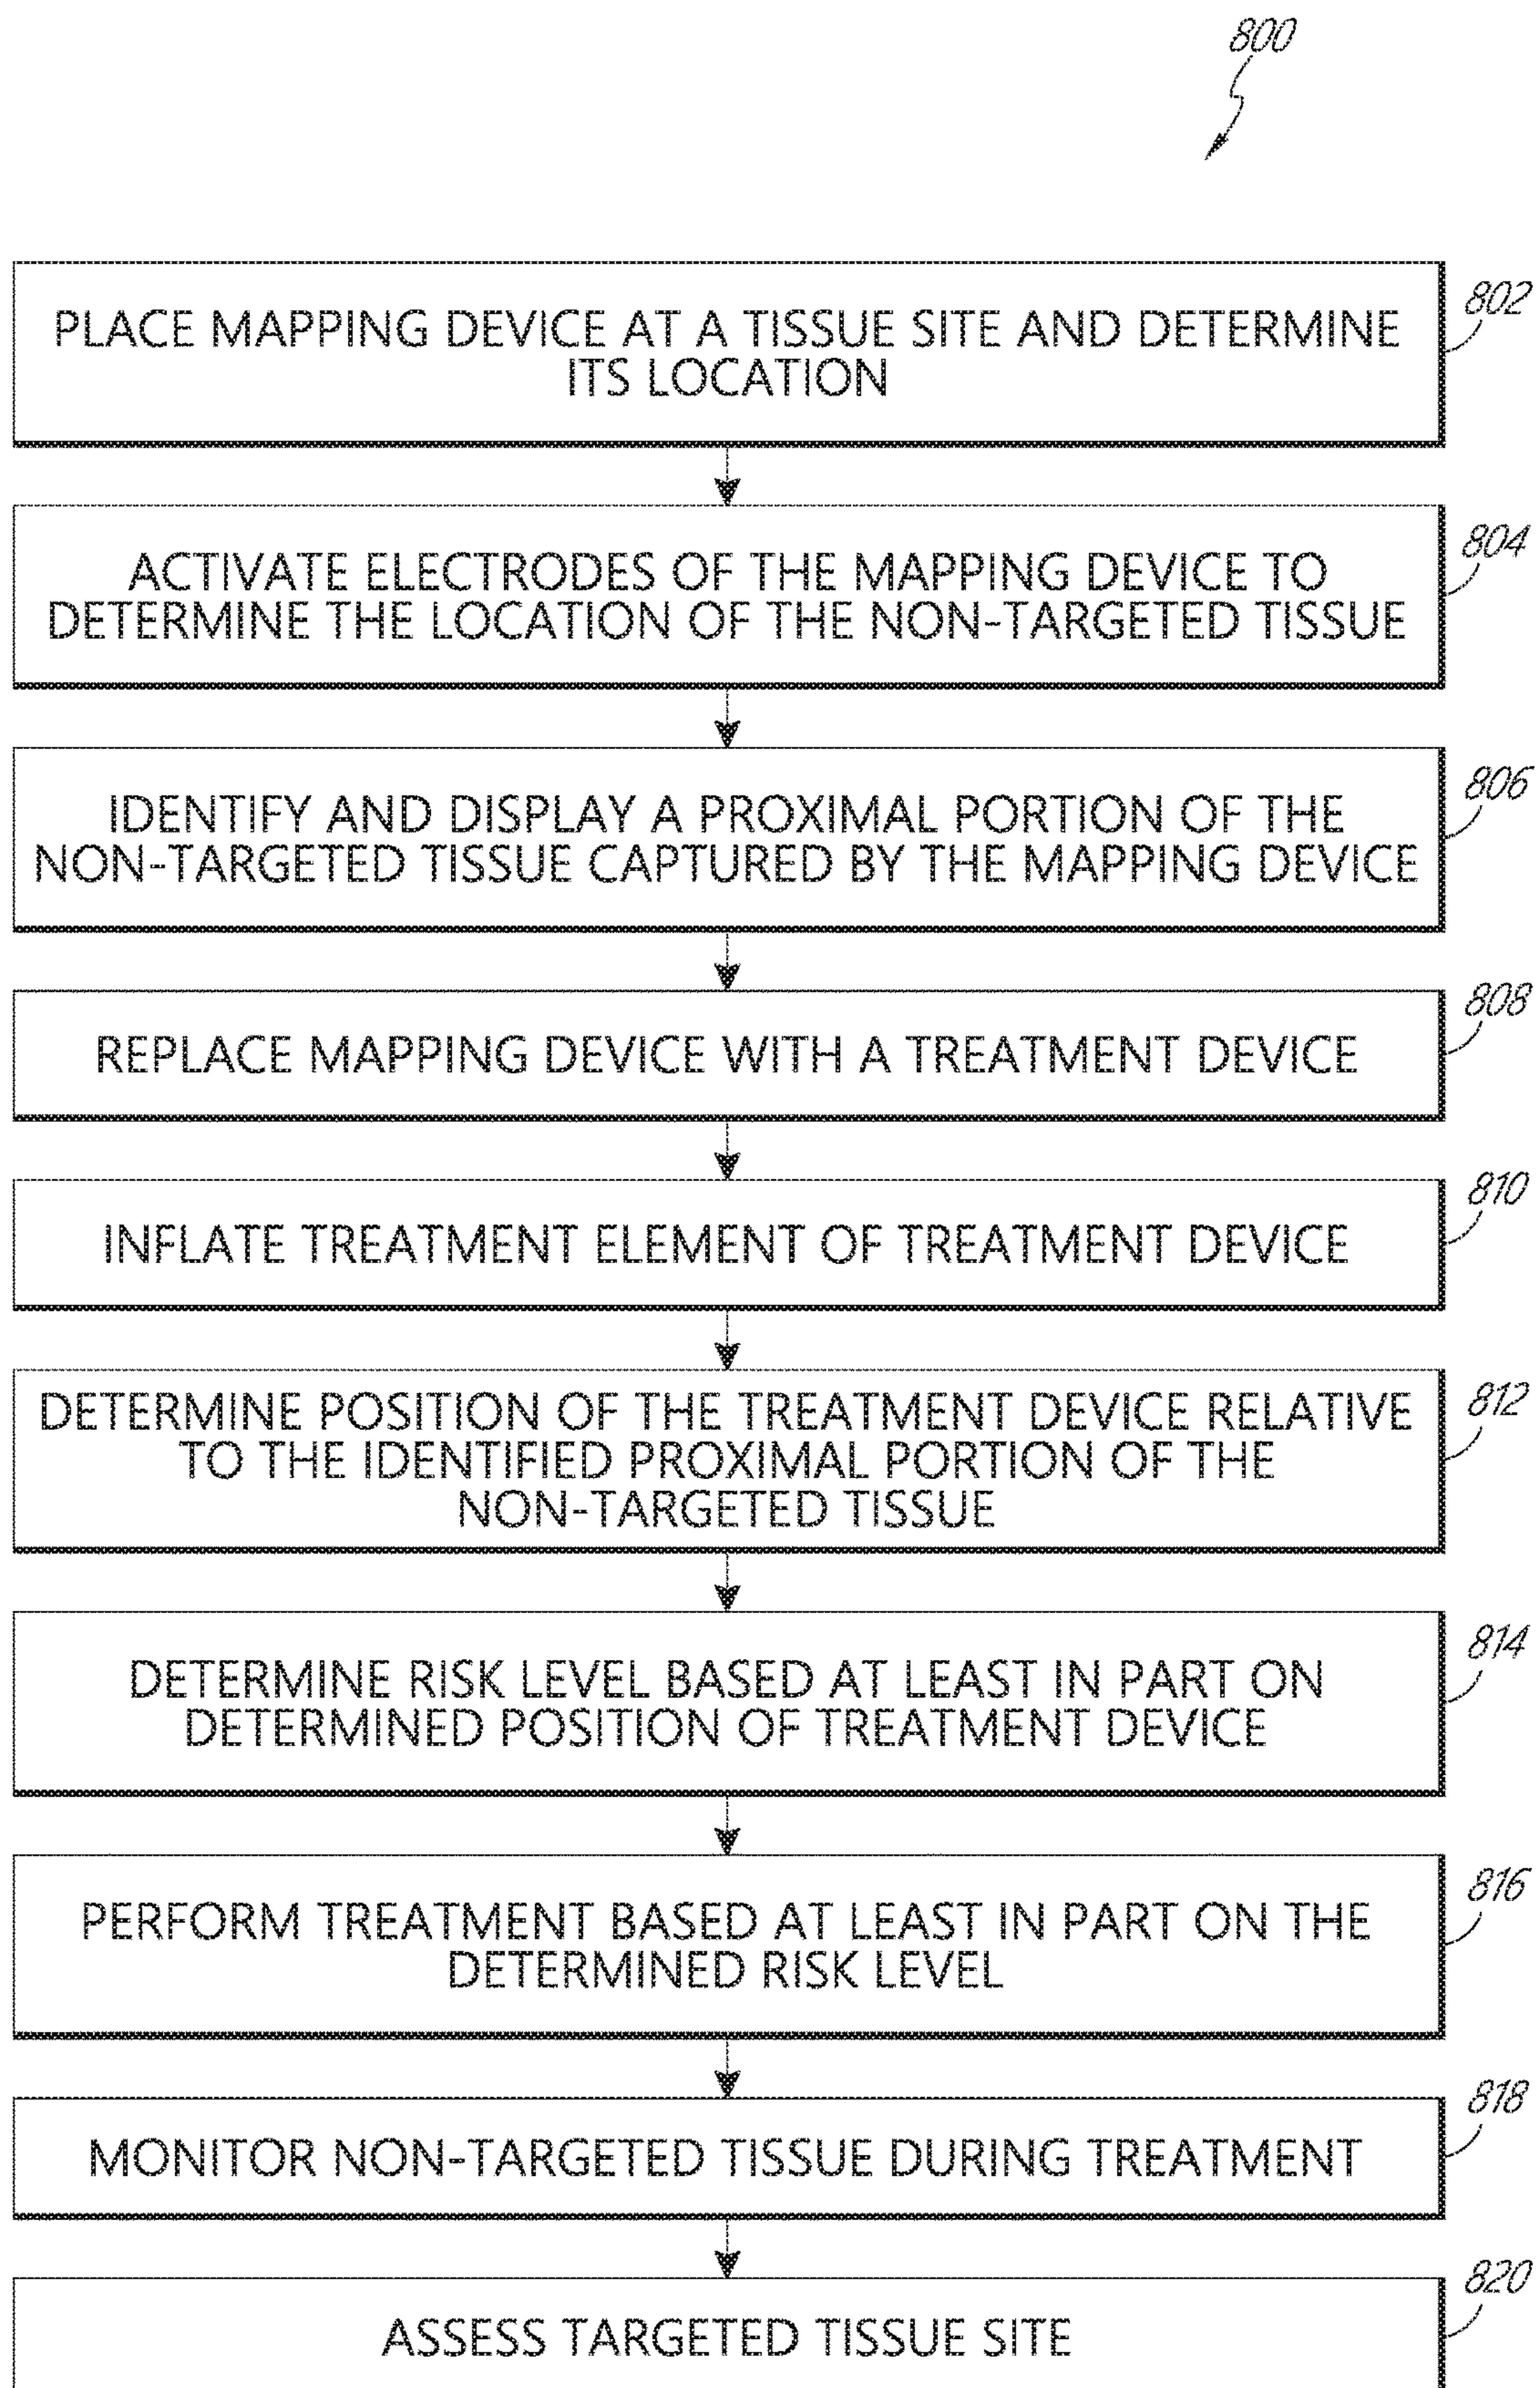 800
PLACE MAPPING DEVICE AT A TISSUE SITE AND DETERMINE
ITS LOCATION
802
ACTIVATE ELECTRODES OF THE MAPPING DEVICE TO
DETERMINE THE LOCATION OF THE NON-TARGETED TISSUE
804
IDENTIFY AND DISPLAY A PROXIMAL PORTION OF THE
NON-TARGETED TISSUE CAPTURED BY THE MAPPING DEVICE
806
REPLACE MAPPING DEVICE WITH A TREATMENT DEVICE
808
INFLATE TREATMENT ELEMENT OF TREATMENT DEVICE
810
DETERMINE POSITION OF THE TREATMENT DEVICE RELATIVE
TO THE IDENTIFIED PROXIMAL PORTION OF THE
NON-TARGETED TISSUE
812
DETERMINE RISK LEVEL BASED AT LEAST IN PART ON
DETERMINED POSITION OF TREATMENT DEVICE
814
PERFORM TREATMENT BASED AT LEAST IN PART ON THE
DETERMINED RISK LEVEL
816
MONITOR NON-TARGETED TISSUE DURING TREATMENT
818
ASSESS TARGETED TISSUE SITE
820